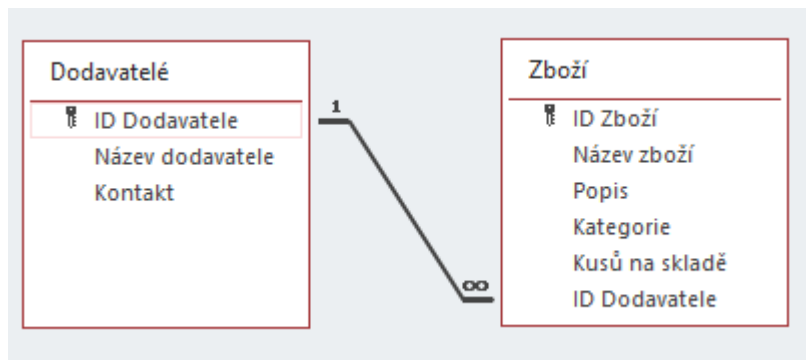 Dodavatelé
ID Dodavatele
Název dodavatele
Kontakt
1
∞
Zboží
ID Zboží
Název zboží
Popis
Kategorie
Kusů na skladě
ID Dodavatele